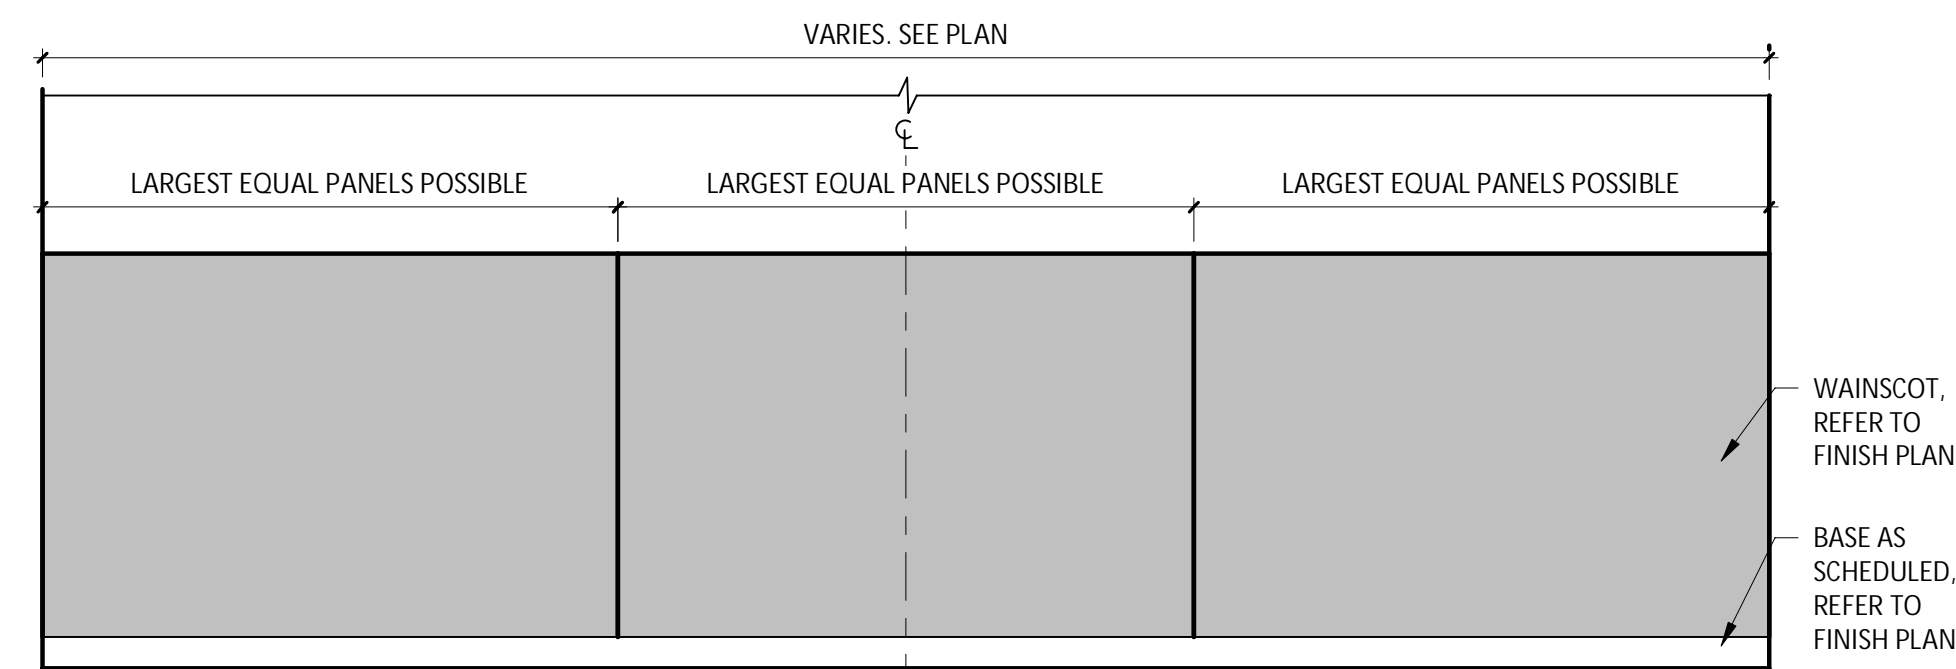 VARIES. SEE PLAN
℄
LARGEST EQUAL PANELS POSSIBLE
LARGEST EQUAL PANELS POSSIBLE
LARGEST EQUAL PANELS POSSIBLE
WAINSCOT,
REFER TO
FINISH PLAN
BASE AS
SCHEDULED,
REFER TO
FINISH PLAN